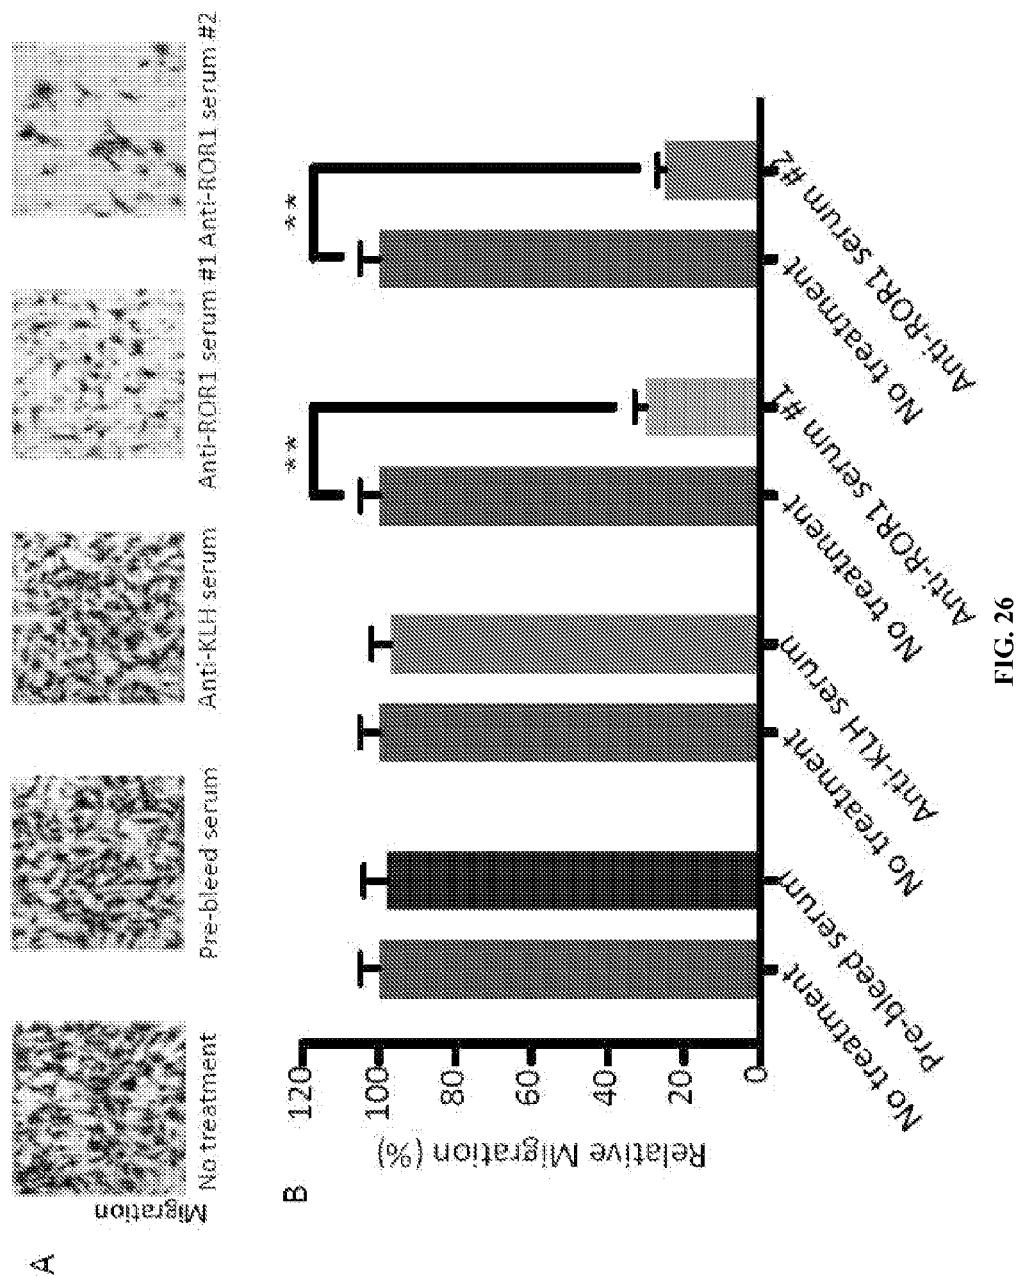 A
Migration
No treatment
Pre-bleed serum
Anti-KLH serum
Anti-ROR1 serum #1
Anti-ROR1 serum #2
B
Relative Migration (%)
120
100
80
60
40
20
0
**
**
No treatment
Pre-bleed serum
No treatment
Anti-KLH serum
No treatment
Anti-ROR1 serum #1
No treatment
Anti-ROR1 serum #2
FIG. 26